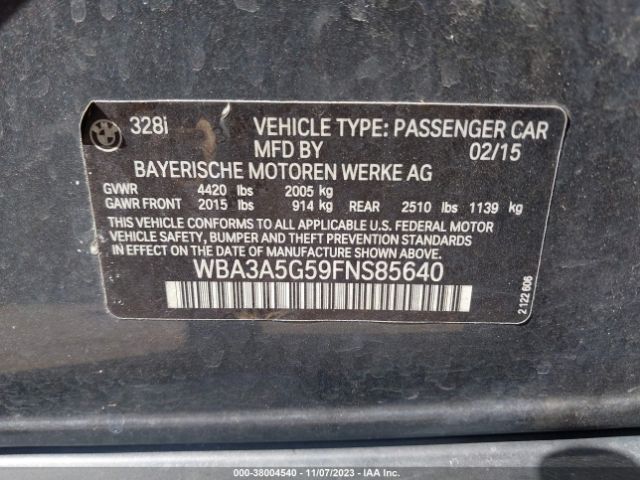 328i VEHICLE TYPE: PASSENGER CAR
MFD BY 02/15
BAYERISCHE MOTOREN WERKE AG
GVWR 4420 lbs 2005 kg
GAWR FRONT 2015 lbs 914 kg REAR 2510 lbs 1139 kg
THIS VEHICLE CONFORMS TO ALL APPLICABLE U.S. FEDERAL MOTOR
VEHICLE SAFETY, BUMPER AND THEFT PREVENTION STANDARDS
IN EFFECT ON THE DATE OF MANUFACTURE SHOWN ABOVE.
WBA3A5G59FNS85640
2 122 606
000-38004540 - 11/07/2023 - IAA Inc.